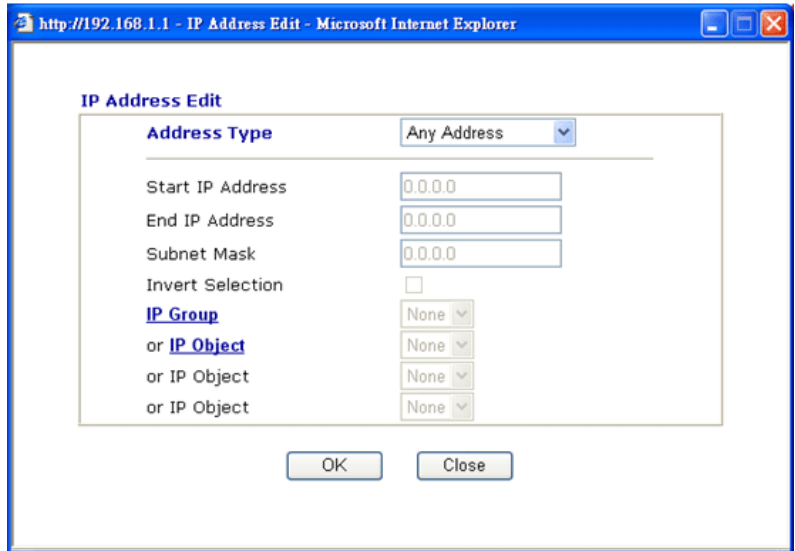 http://192.168.1.1 - IP Address Edit - Microsoft Internet Explorer
IP Address Edit
Address Type Any Address
Start IP Address 0.0.0.0
End IP Address 0.0.0.0
Subnet Mask 0.0.0.0
Invert Selection
IP Group None
or IP Object None
or IP Object None
or IP Object None
OK Close